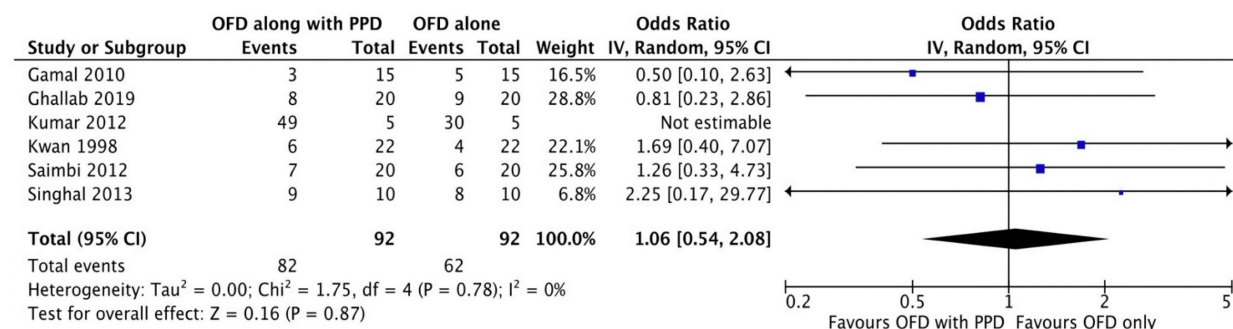 OFD along with PPD OFD alone Odds Ratio Odds Ratio
Study or Subgroup Events Total Events Total Weight IV, Random, 95% CI IV, Random, 95% CI
Gamal 2010 3 15 5 15 16.5% 0.50 [0.10, 2.63]
Ghallab 2019 8 20 9 20 28.8% 0.81 [0.23, 2.86]
Kumar 2012 49 5 30 5 Not estimable
Kwan 1998 6 22 4 22 22.1% 1.69 [0.40, 7.07]
Saimbi 2012 7 20 6 20 25.8% 1.26 [0.33, 4.73]
Singhal 2013 9 10 8 10 6.8% 2.25 [0.17, 29.77]
Total (95% CI) 92 92 100.0% 1.06 [0.54, 2.08]
Total events 82 62
Heterogeneity: Tau² = 0.00; Chi² = 1.75, df = 4 (P = 0.78); I² = 0%
Test for overall effect: Z = 0.16 (P = 0.87)
0.2 0.5 1 2 5
Favours OFD with PPD Favours OFD only